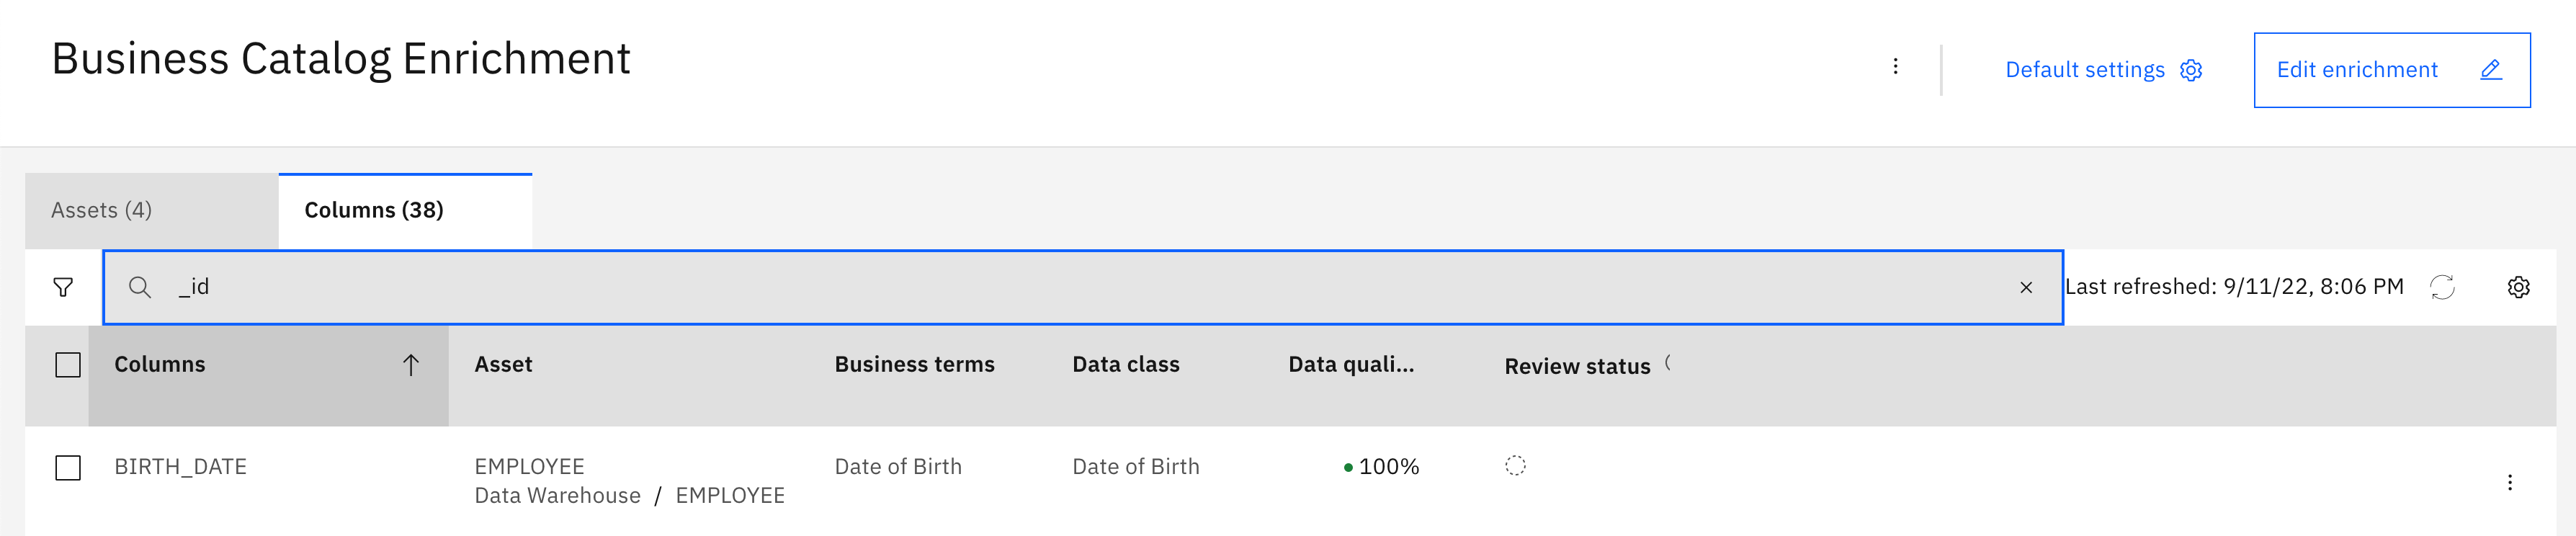 Business Catalog Enrichment
Default settings
Edit enrichment
Assets (4)
Columns (38)
_id
Last refreshed: 9/11/22, 8:06 PM
Columns Asset Business terms Data class Data quali... Review status
BIRTH_DATE EMPLOYEE Date of Birth Date of Birth 100%
Data Warehouse / EMPLOYEE